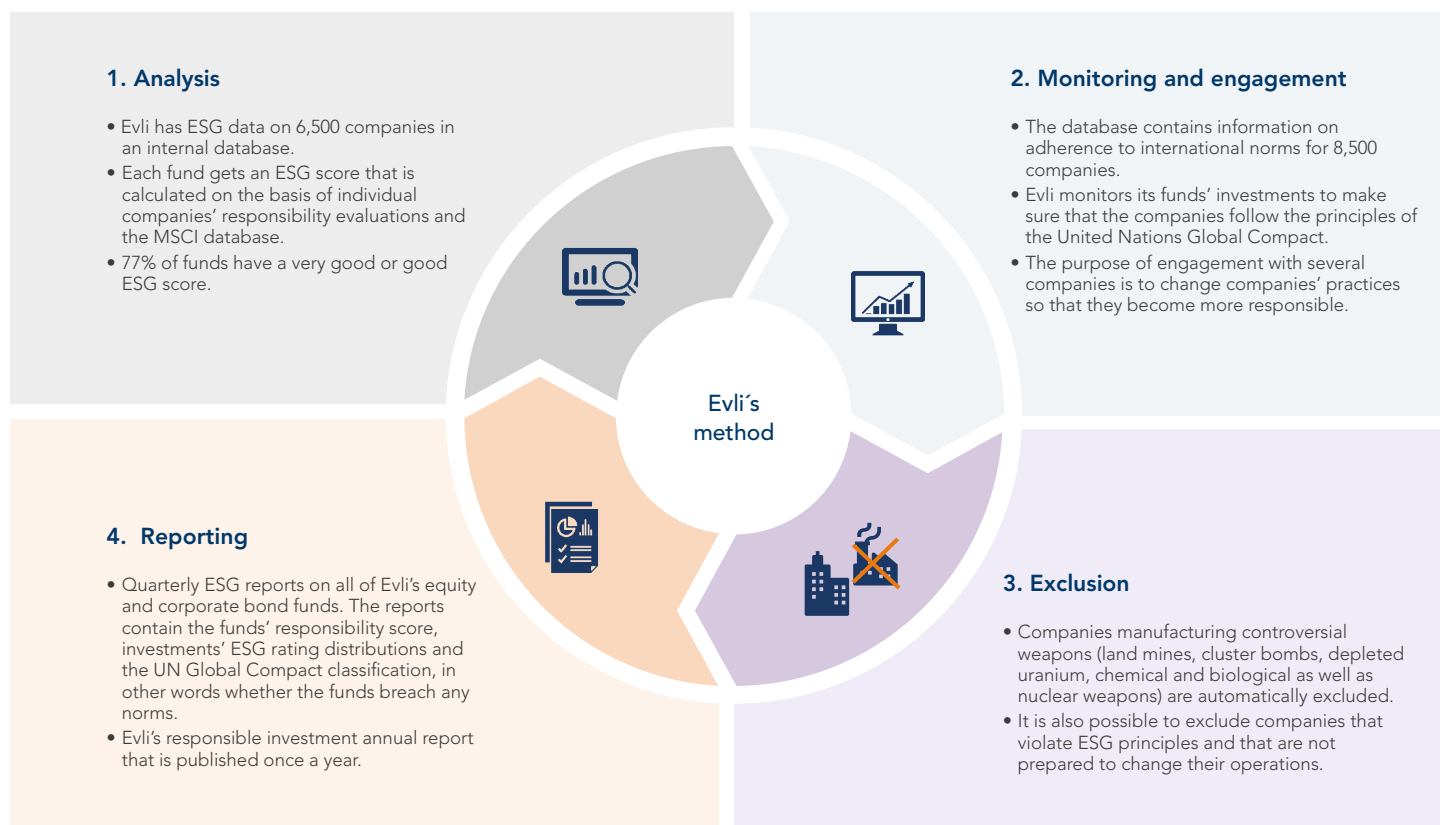 1. Analysis
• Evli has ESG data on 6,500 companies in
an internal database.
• Each fund gets an ESG score that is
calculated on the basis of individual
companies’ responsibility evaluations and
the MSCI database.
• 77% of funds have a very good or good
ESG score.
2. Monitoring and engagement
• The database contains information on
adherence to international norms for 8,500
companies.
• Evli monitors its funds’ investments to make
sure that the companies follow the principles of
the United Nations Global Compact.
• The purpose of engagement with several
companies is to change companies’ practices
so that they become more responsible.
Evli´s
method
3. Exclusion
• Companies manufacturing controversial
weapons (land mines, cluster bombs, depleted
uranium, chemical and biological as well as
nuclear weapons) are automatically excluded.
• It is also possible to exclude companies that
violate ESG principles and that are not
prepared to change their operations.
4. Reporting
• Quarterly ESG reports on all of Evli’s equity
and corporate bond funds. The reports
contain the funds’ responsibility score,
investments’ ESG rating distributions and
the UN Global Compact classification, in
other words whether the funds breach any
norms.
• Evli’s responsible investment annual report
that is published once a year.